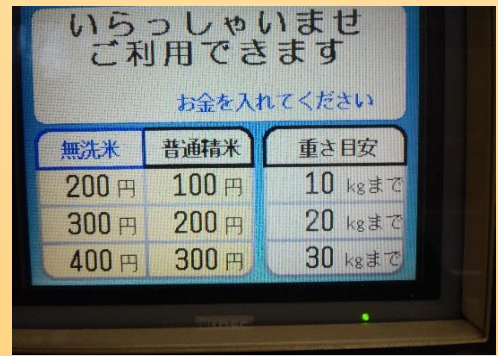 いらっしゃいませ
ご利用できます
お金を入れてください
無洗米 普通精米 重さ目安
200円 100円 10 kgまで
300円 200円 20 kgまで
400円 300円 30 kgまで